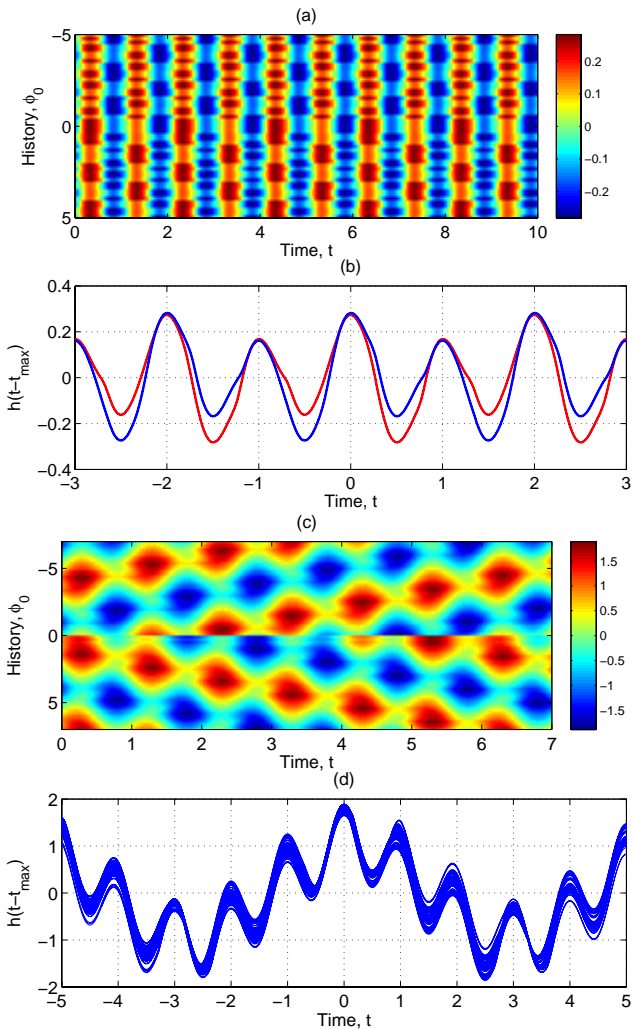 (a)
−5
0
5
History, ϕ₀
0 2 4 6 8 10
Time, t
0.2
0.1
0
−0.1
−0.2
(b)
0.4
0.2
0
−0.2
−0.4
h(t−t_max)
−3 −2 −1 0 1 2 3
Time, t
(c)
−5
0
5
History, ϕ₀
0 1 2 3 4 5 6 7
Time, t
1.5
1
0.5
0
−0.5
−1
−1.5
(d)
2
1
0
−1
−2
h(t−t_max)
−5 −4 −3 −2 −1 0 1 2 3 4 5
Time, t